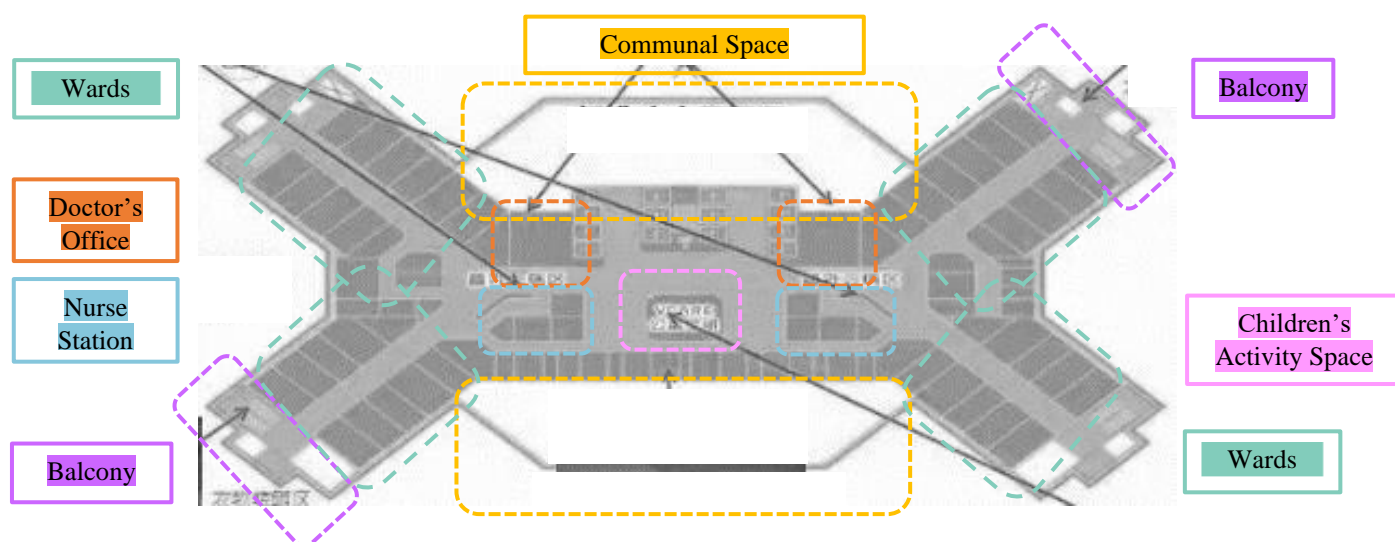 Communal Space
Wards
Balcony
Doctor's
Office
Nurse
Station
Children's
Activity Space
Balcony
Wards